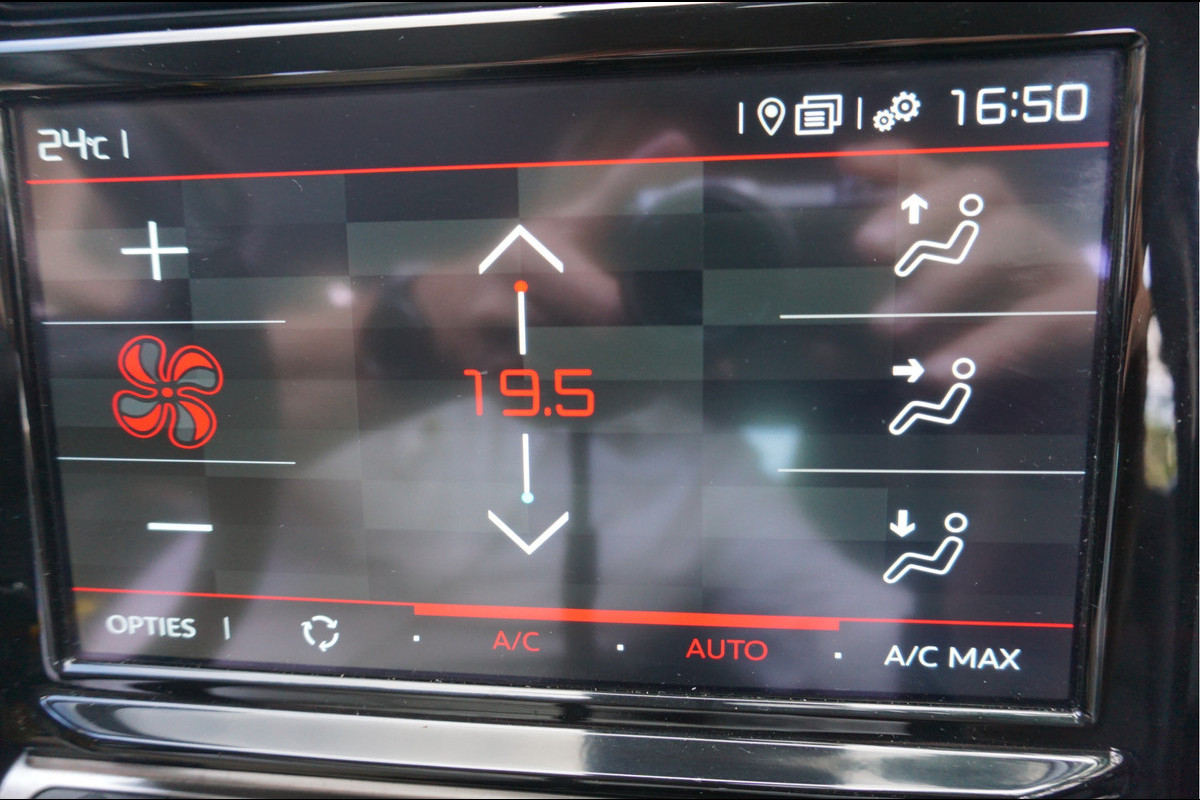 24°C
16:50
19.5
OPTIES A/C AUTO A/C MAX